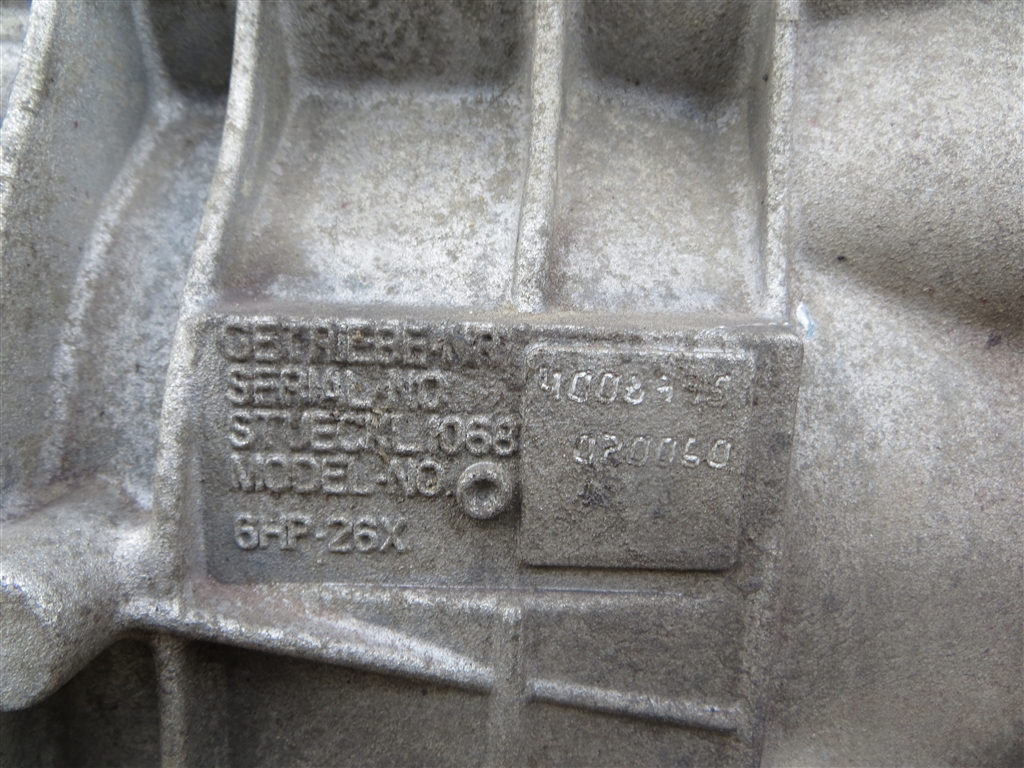 GETRIEBE-NR
SERIAL-NO.
STUECKL. 1068
020060
MODEL-NO.
6HP-26X